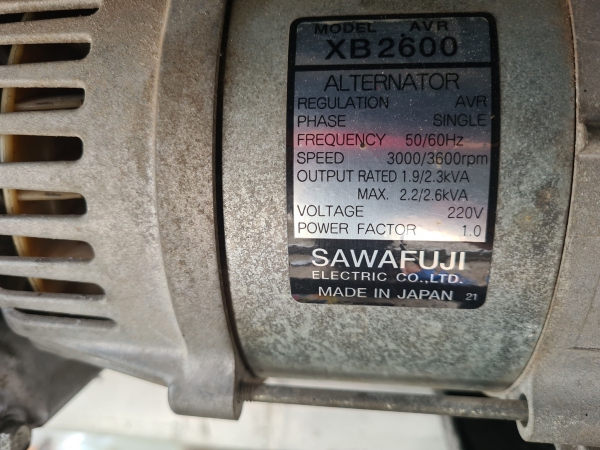 MODEL AVR
XB2600
ALTERNATOR
REGULATION AVR
PHASE SINGLE
FREQUENCY 50/60Hz
SPEED 3000/3600rpm
OUTPUT RATED 1.9/2.3kVA
MAX. 2.2/2.6kVA
VOLTAGE 220V
POWER FACTOR 1.0
SAWAFUJI
ELECTRIC CO.,LTD.
MADE IN JAPAN 21